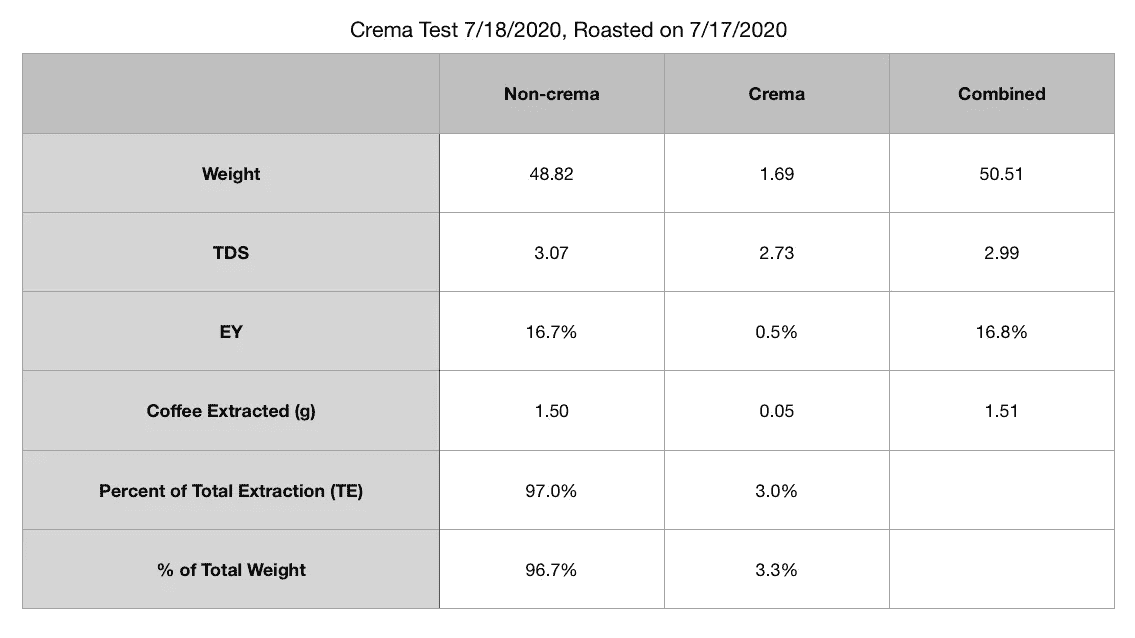 Crema Test 7/18/2020, Roasted on 7/17/2020
Non-crema Crema Combined
Weight 48.82 1.69 50.51
TDS 3.07 2.73 2.99
EY 16.7% 0.5% 16.8%
Coffee Extracted (g) 1.50 0.05 1.51
Percent of Total Extraction (TE) 97.0% 3.0%
% of Total Weight 96.7% 3.3%